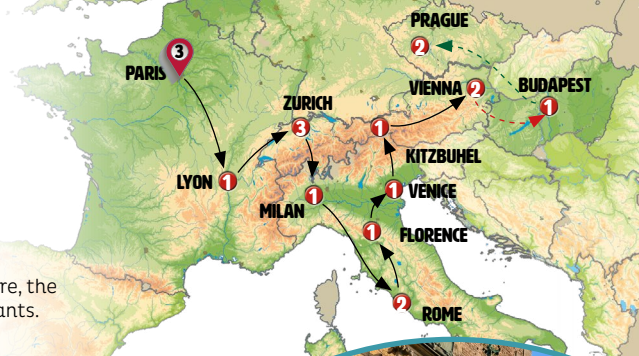 PRAGUE
2
3
PARIS
VIENNA
2
BUDAPEST
1
ZURICH
3
1
KITZBUHEL
LYON
1
MILAN
1
1
VENICE
1
FLORENCE
re, the
ants.
2
ROME